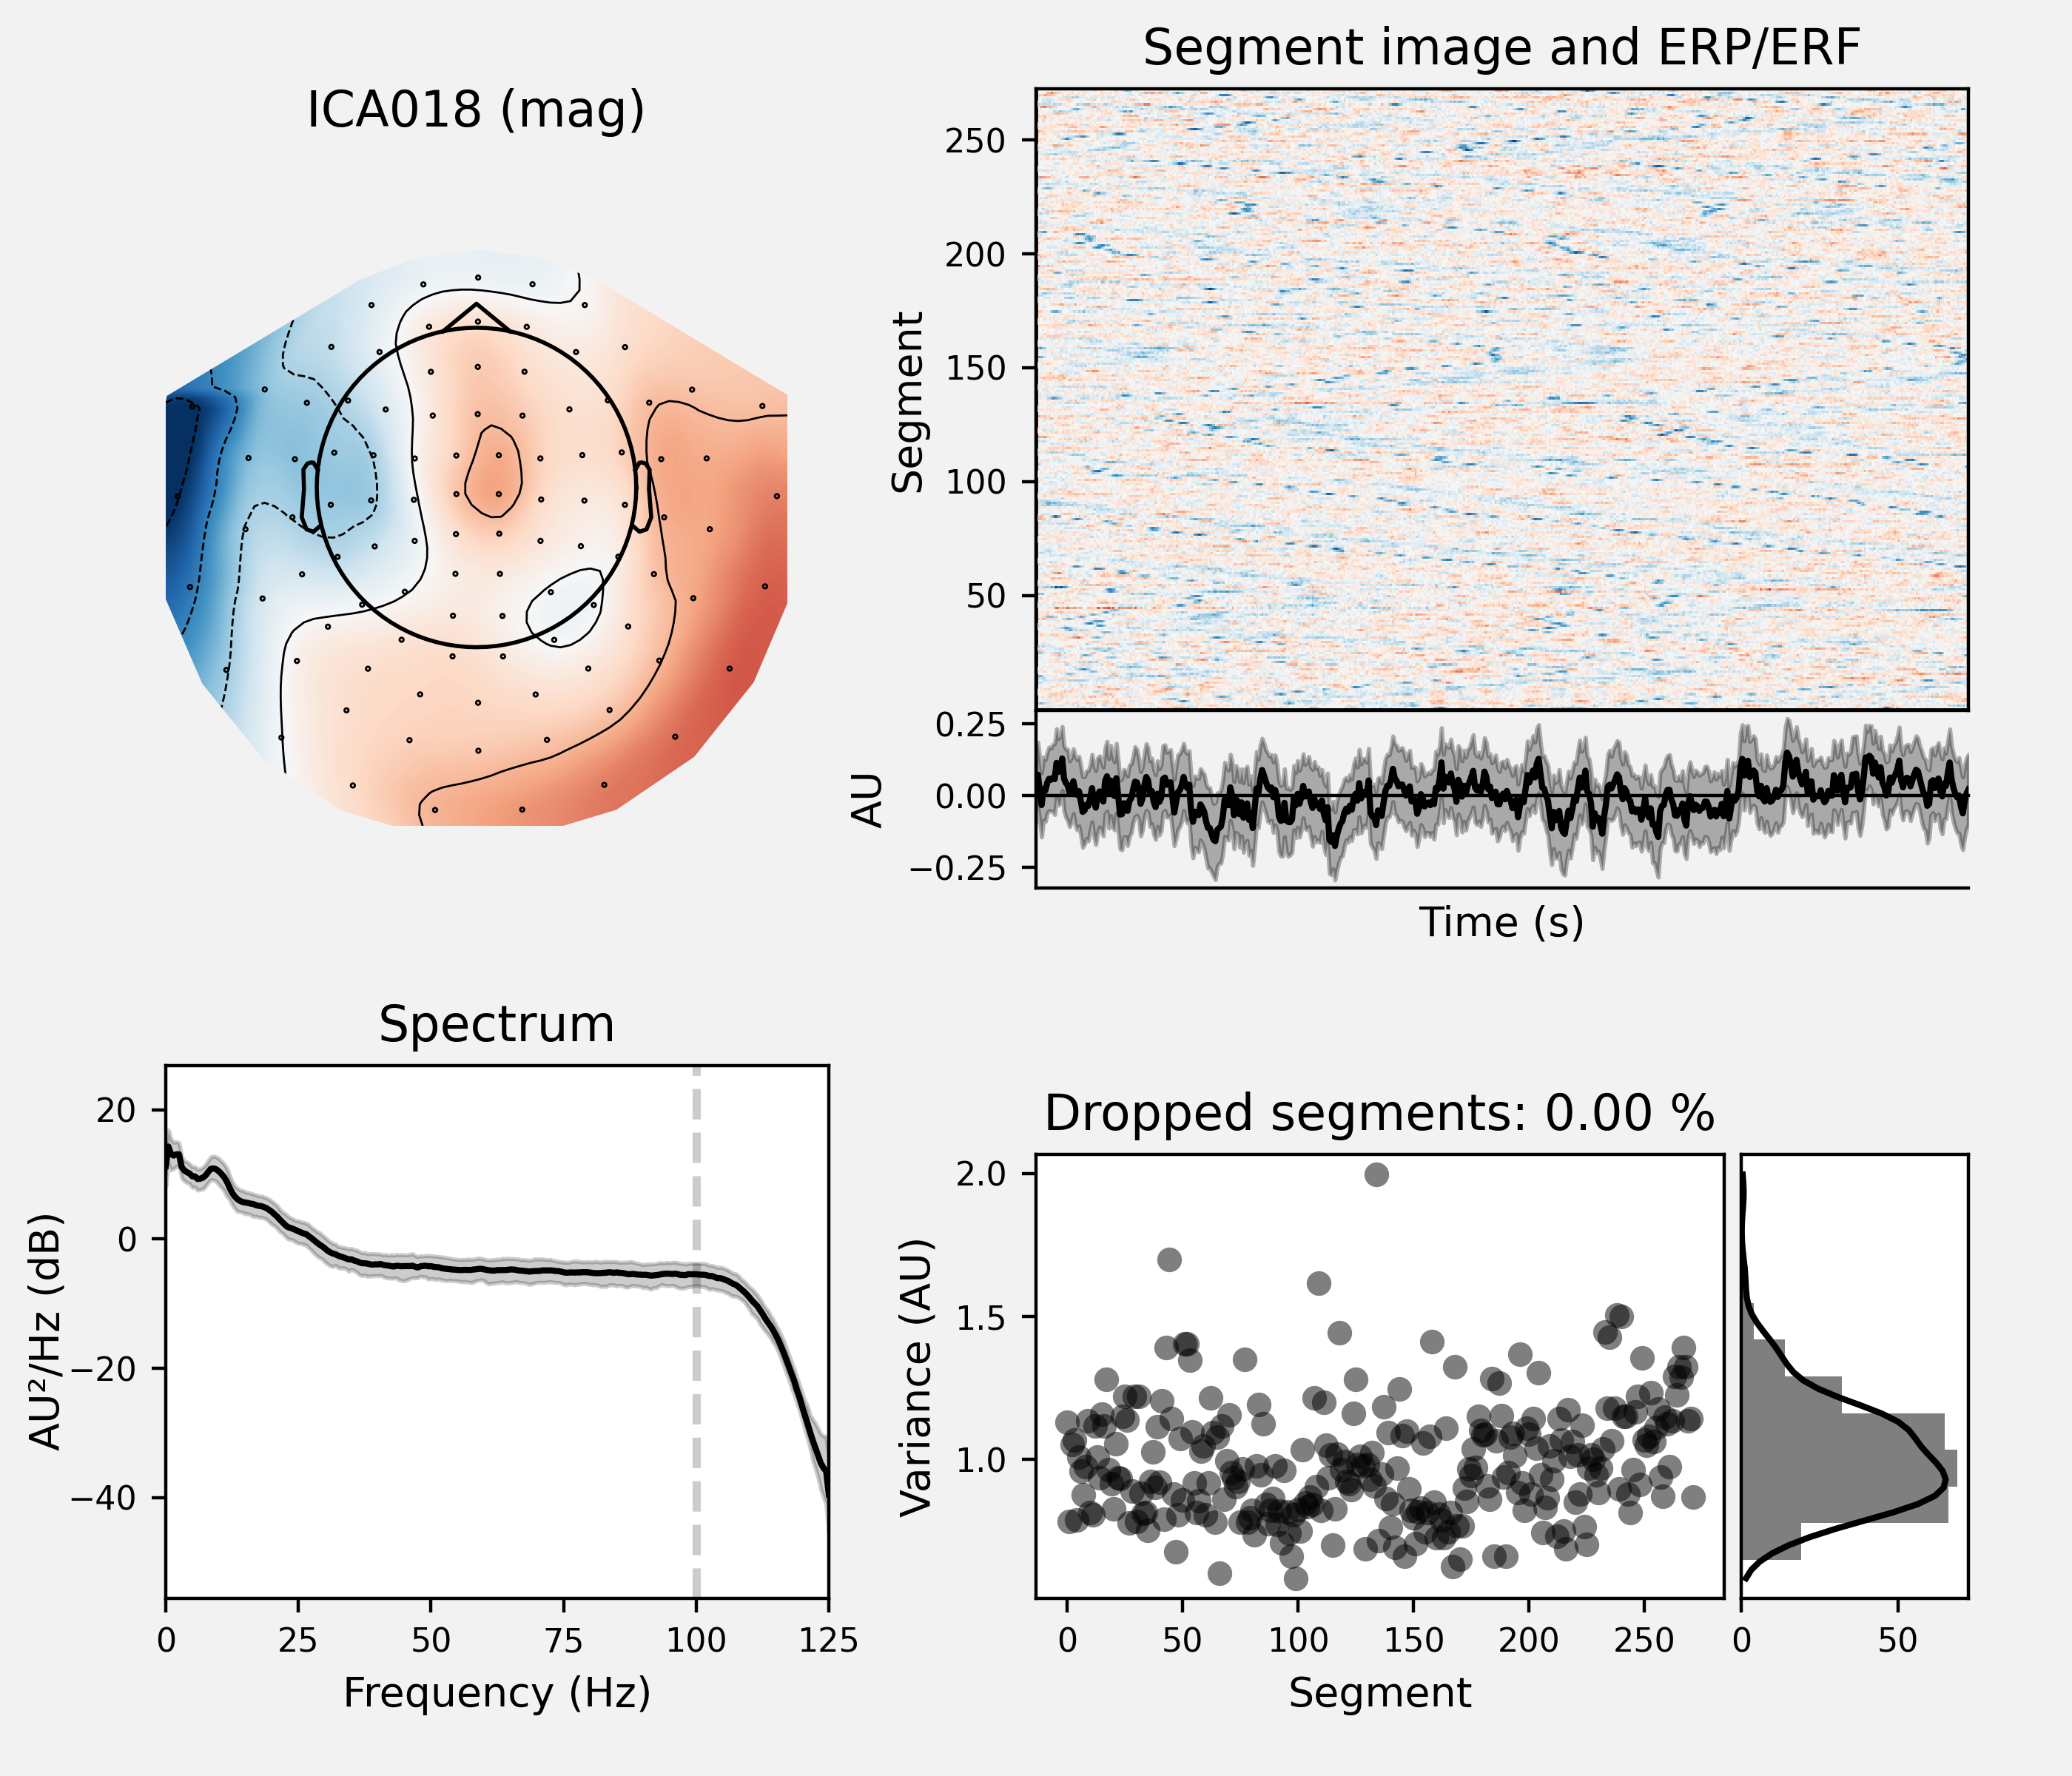 ICA018 (mag)
Segment image and ERP/ERF
Segment
250
200
150
100
50
AU
0.25
0.00
−0.25
Time (s)
Spectrum
AU²/Hz (dB)
20
0
−20
−40
0 25 50 75 100 125
Frequency (Hz)
Dropped segments: 0.00 %
Variance (AU)
2.0
1.5
1.0
0 50 100 150 200 250
Segment
0 50